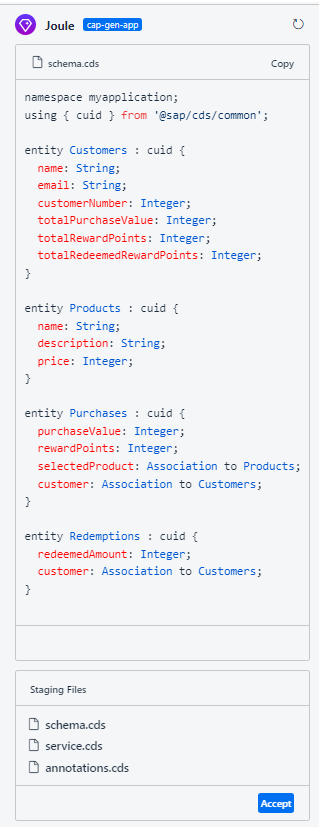 Joule cap-gen-app
schema.cds Copy
namespace myapplication;
using { cuid } from '@sap/cds/common';
entity Customers : cuid {
name: String;
email: String;
customerNumber: Integer;
totalPurchaseValue: Integer;
totalRewardPoints: Integer;
totalRedeemedRewardPoints: Integer;
}
entity Products : cuid {
name: String;
description: String;
price: Integer;
}
entity Purchases : cuid {
purchaseValue: Integer;
rewardPoints: Integer;
selectedProduct: Association to Products;
customer: Association to Customers;
}
entity Redemptions : cuid {
redeemedAmount: Integer;
customer: Association to Customers;
}
Staging Files
schema.cds
service.cds
annotations.cds
Accept